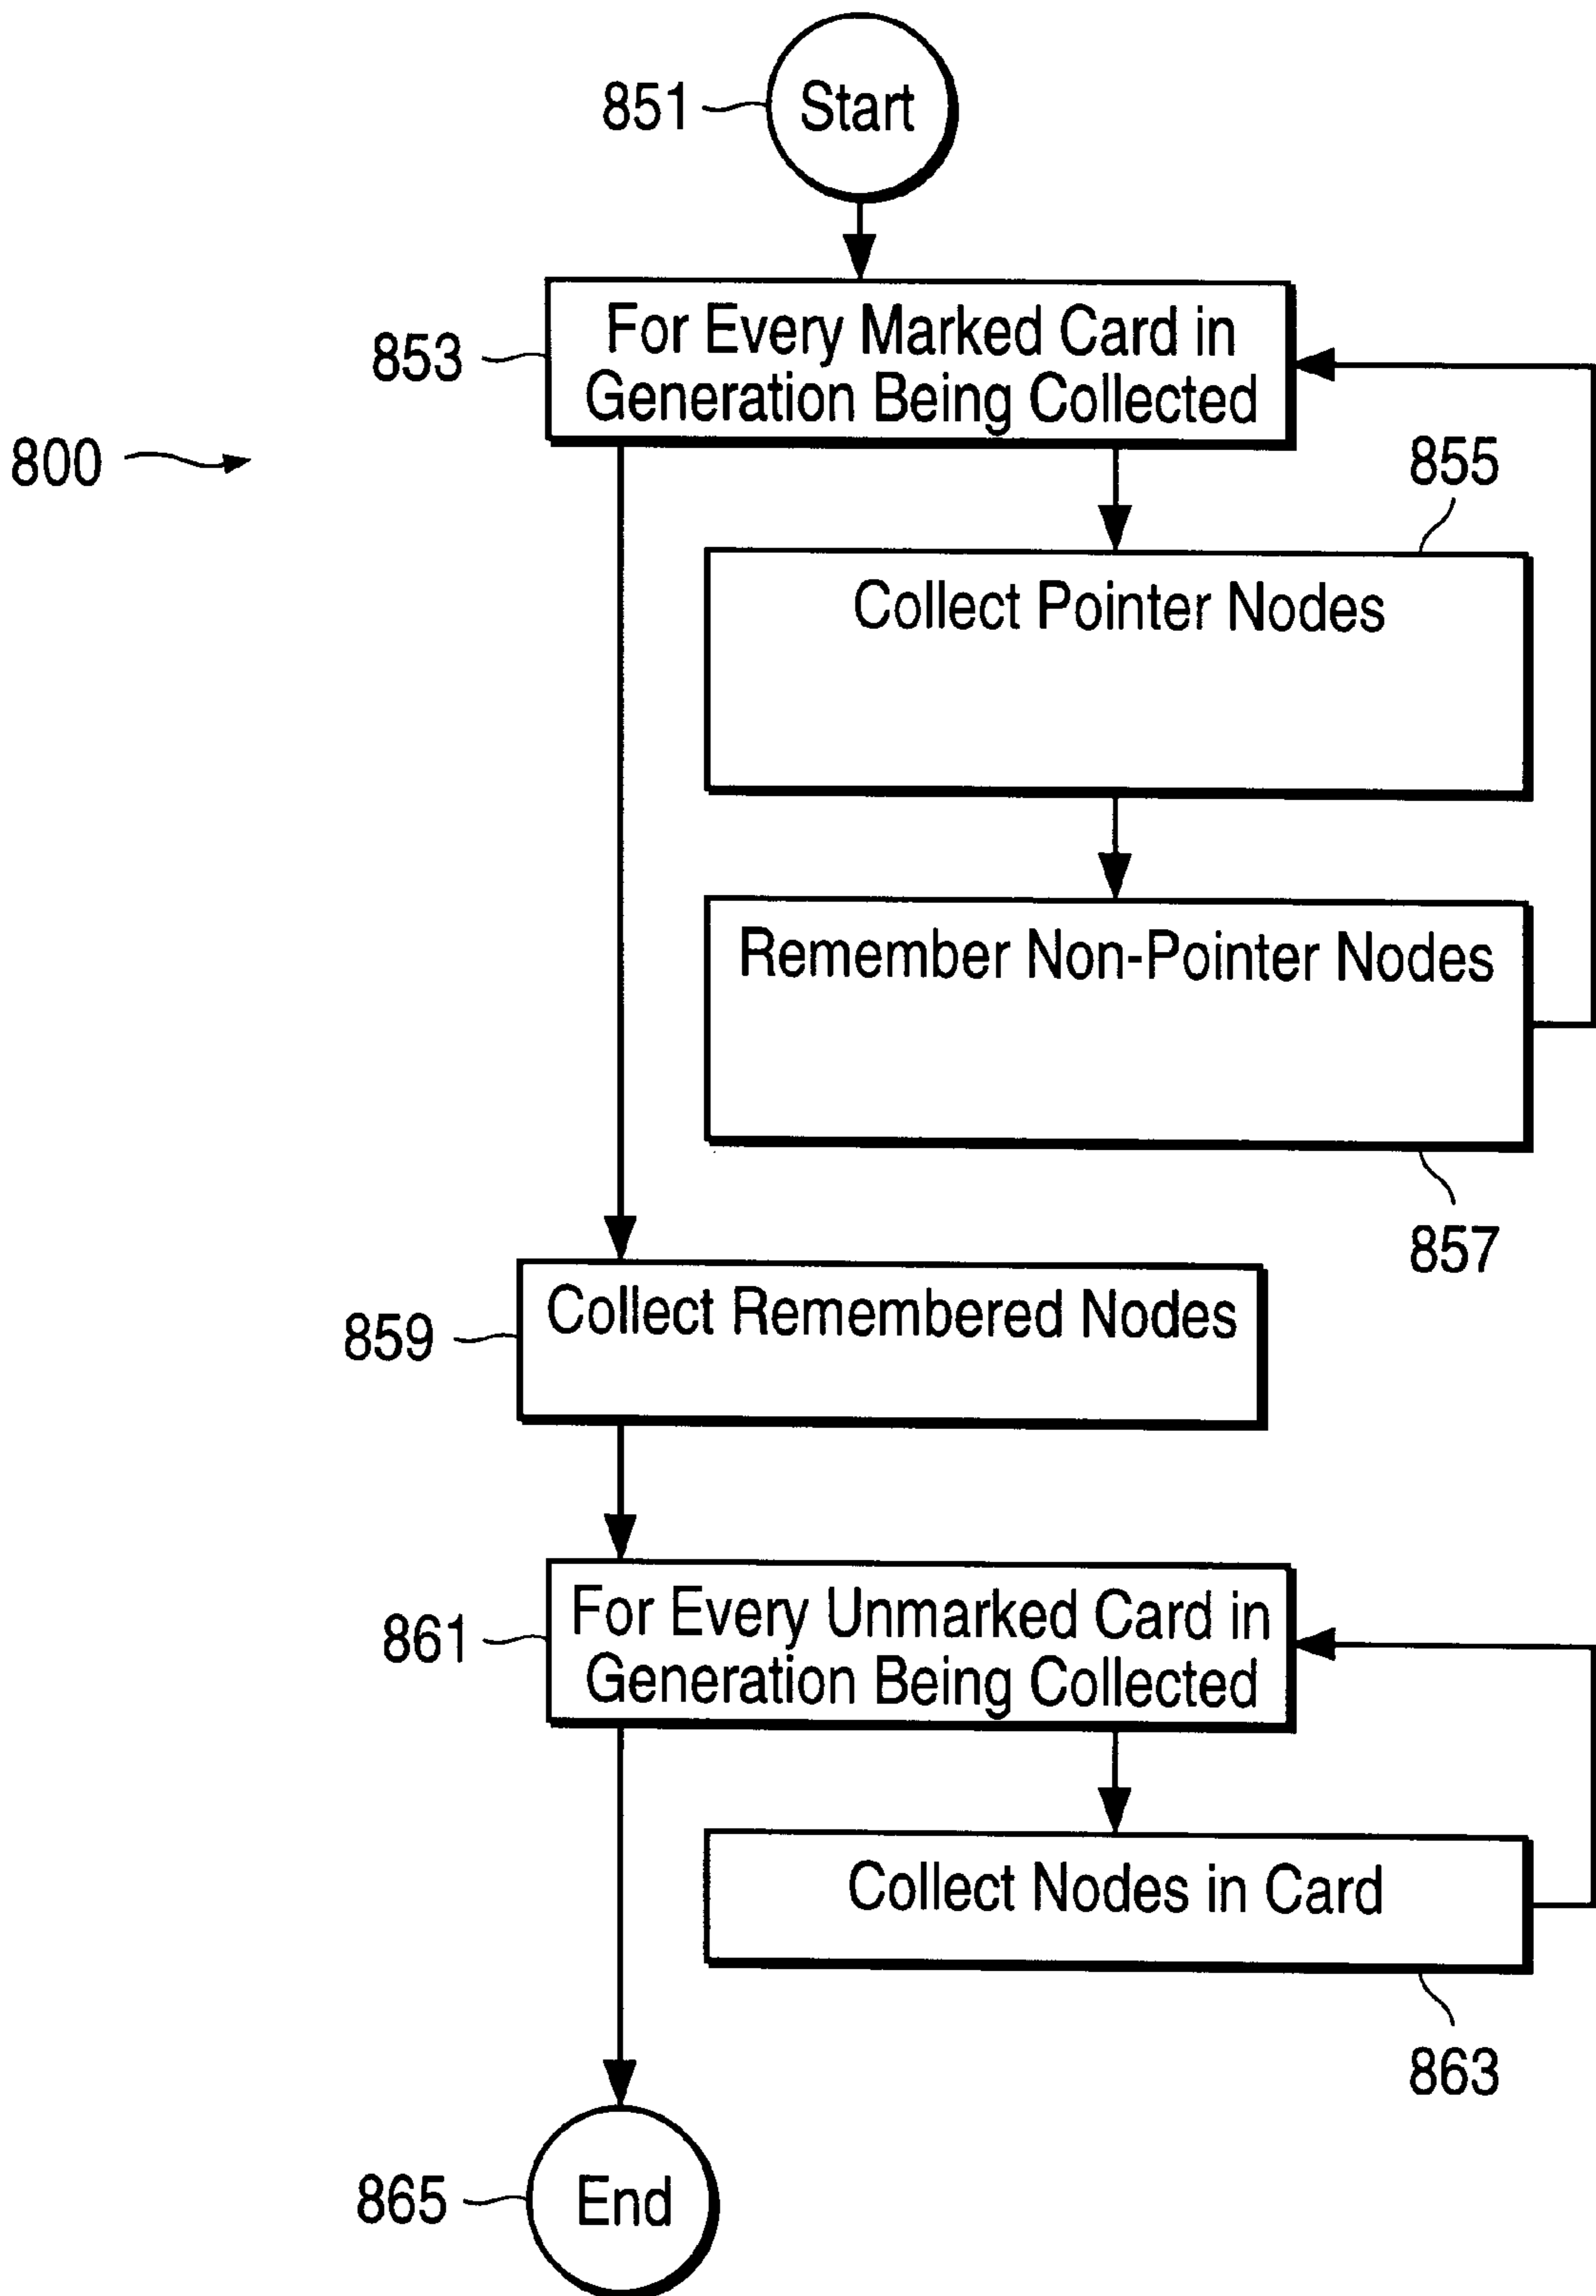 851
Start
853
For Every Marked Card in
Generation Being Collected
800
855
Collect Pointer Nodes
Remember Non-Pointer Nodes
857
859
Collect Remembered Nodes
861
For Every Unmarked Card in
Generation Being Collected
Collect Nodes in Card
863
865
End